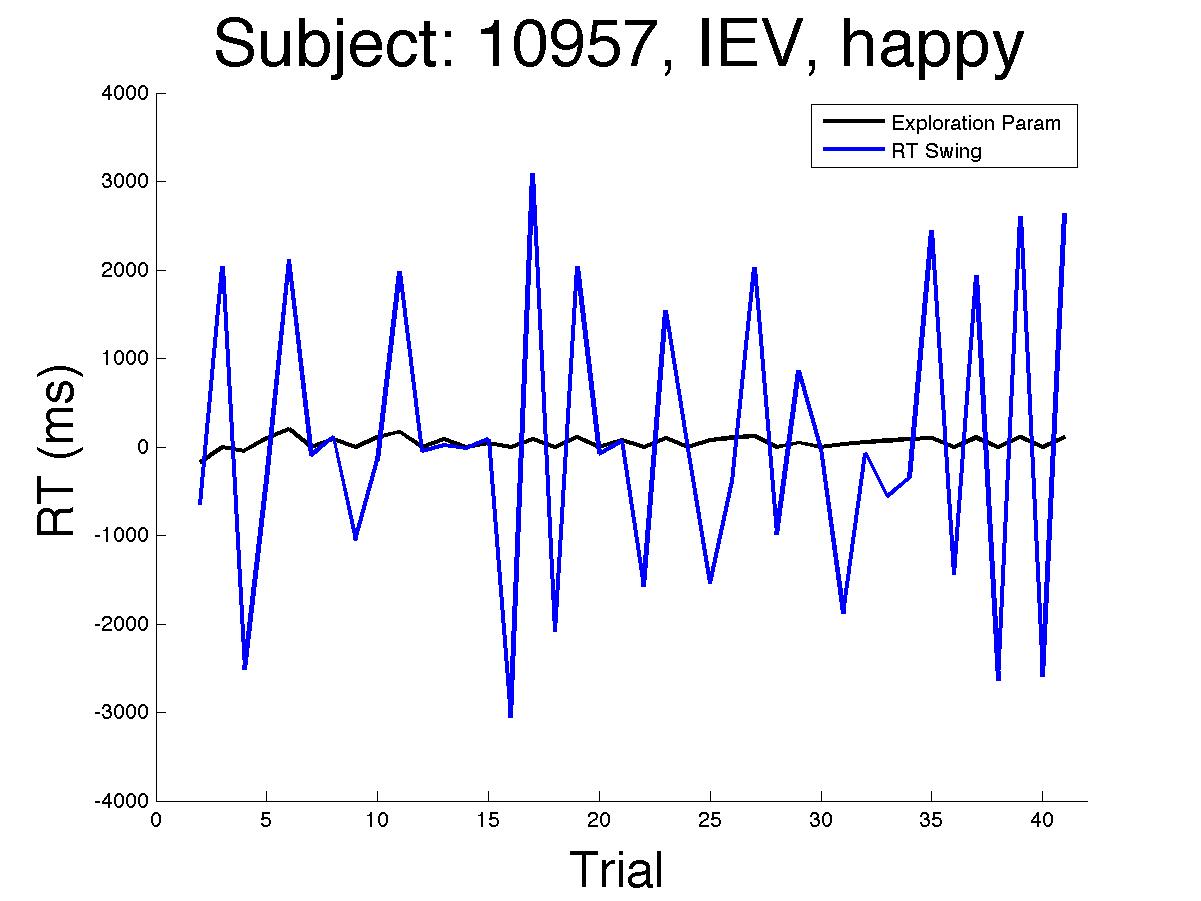 Subject: 10957, IEV, happy
Exploration Param
RT Swing
4000
3000
2000
1000
0
-1000
-2000
-3000
-4000
RT (ms)
0 5 10 15 20 25 30 35 40
Trial